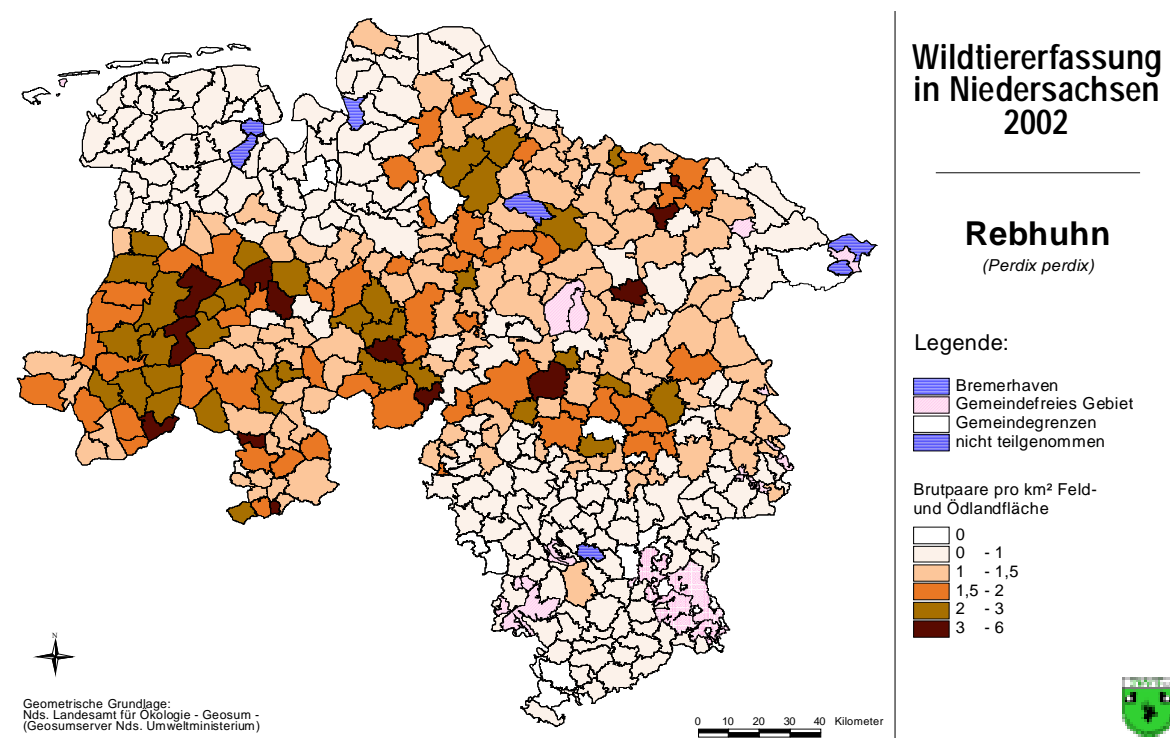 Wildtiererfassung
in Niedersachsen
2002
Rebhuhn
(Perdix perdix)
Legende:
Bremerhaven
Gemeindefreies Gebiet
Gemeindegrenzen
nicht teilgenommen
Brutpaare pro km² Feld-
und Ödlandfläche
0
0 - 1
1 - 1,5
1,5 - 2
2 - 3
3 - 6
N
Geometrische Grundlage:
Nds. Landesamt für Ökologie - Geosum -
(Geosumserver Nds. Umweltministerium)
0 10 20 30 40 Kilometer